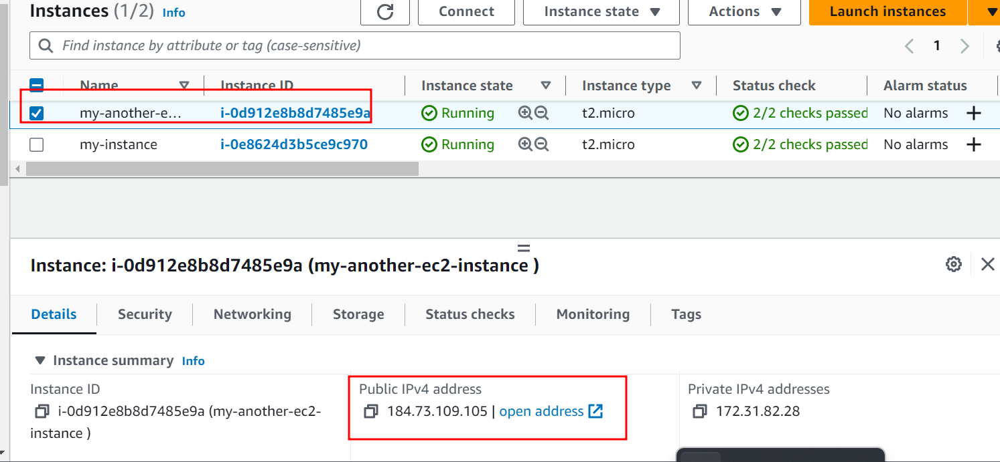 Instances (1/2) Info Connect Instance state Actions Launch instances
Find instance by attribute or tag (case-sensitive) 1
Name Instance ID Instance state Instance type Status check Alarm status
my-another-e... i-0d912e8b8d7485e9a Running t2.micro 2/2 checks passed No alarms +
my-instance i-0e8624d3b5ce9c970 Running t2.micro 2/2 checks passed No alarms +
Instance: i-0d912e8b8d7485e9a (my-another-ec2-instance )
Details Security Networking Storage Status checks Monitoring Tags
Instance summary Info
Instance ID Public IPv4 address Private IPv4 addresses
i-0d912e8b8d7485e9a (my-another-ec2- 184.73.109.105 | open address 172.31.82.28
instance )